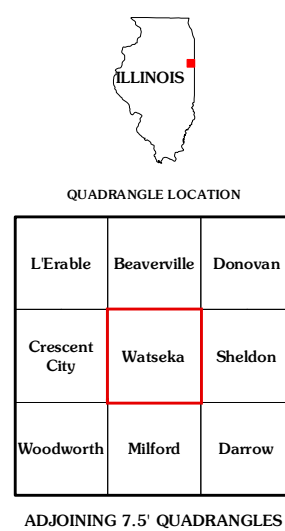 ILLINOIS
QUADRANGLE LOCATION
L'Erable
Beaverville
Donovan
Crescent
City
Watseka
Sheldon
Woodworth
Milford
Darrow
ADJOINING 7.5' QUADRANGLES